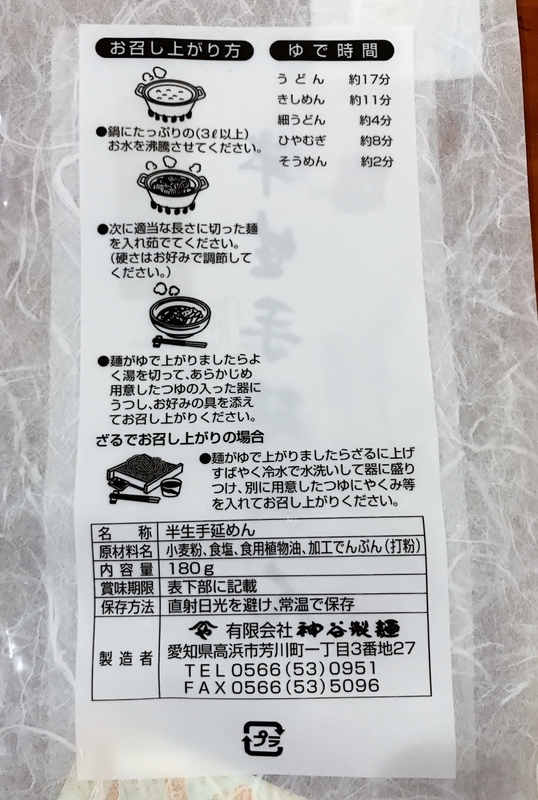 お召し上がり方
ゆで時間
うどん 約17分
きしめん 約11分
細うどん 約4分
ひやむぎ 約8分
そうめん 約2分
●鍋にたっぷりの(3ℓ以上)
お水を沸騰させてください。
●次に適当な長さに切った麺
を入れ茹でてください。
(硬さはお好みで調節して
ください。)
●麺がゆで上がりましたらよ
く湯を切って、あらかじめ
用意したつゆの入った器に
うつし、お好みの具を添え
てお召し上がりください。
ざるでお召し上がりの場合
●麺がゆで上がりましたらざるに上げ
すばやく冷水で水洗いして器に盛り
つけ、別に用意したつゆにやくみ等
を入れてお召し上がりください。
名称 半生手延めん
原材料名 小麦粉、食塩、食用植物油、加工でんぷん(打粉)
内容量 180g
賞味期限 表下部に記載
保存方法 直射日光を避け、常温で保存
製造者
有限会社 神谷製麺
愛知県高浜市芳川町一丁目3番地27
TEL 0566(53)0951
FAX 0566(53)5096
プラ